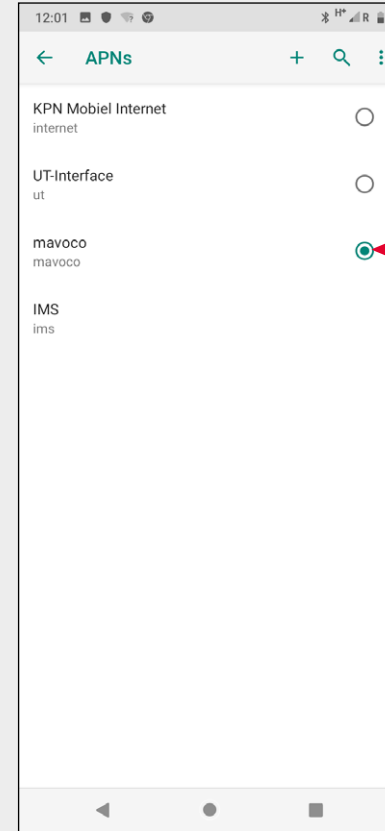 12:01 H+ R
APNs
KPN Mobiel Internet
internet
UT-Interface
ut
mavoco
mavoco
IMS
ims